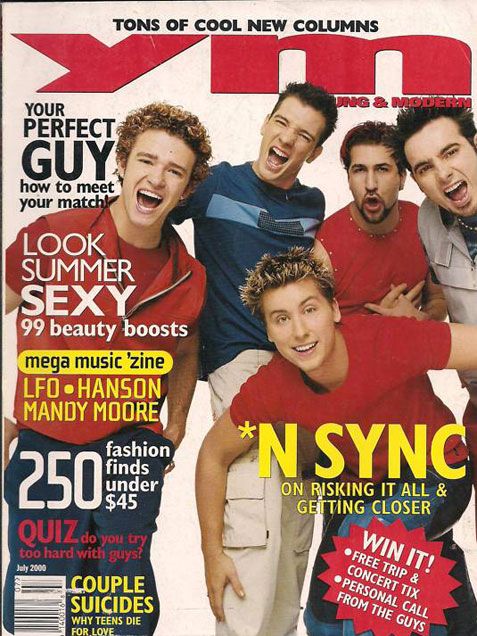 TONS OF COOL NEW COLUMNS
ym
UNG & MODERN
YOUR
PERFECT
GUY
how to meet
your match!
LOOK
SUMMER
SEXY
99 beauty boosts
mega music 'zine
LFO • HANSON
MANDY MOORE
250 fashion
finds
under
$45
QUIZ do you try
too hard with guys?
July 2000
COUPLE
SUICIDES
WHY TEENS DIE
FOR LOVE
*N SYNC
ON RISKING IT ALL &
GETTING CLOSER
WIN IT!
• FREE TRIP &
CONCERT TIX
• PERSONAL CALL
FROM THE GUYS